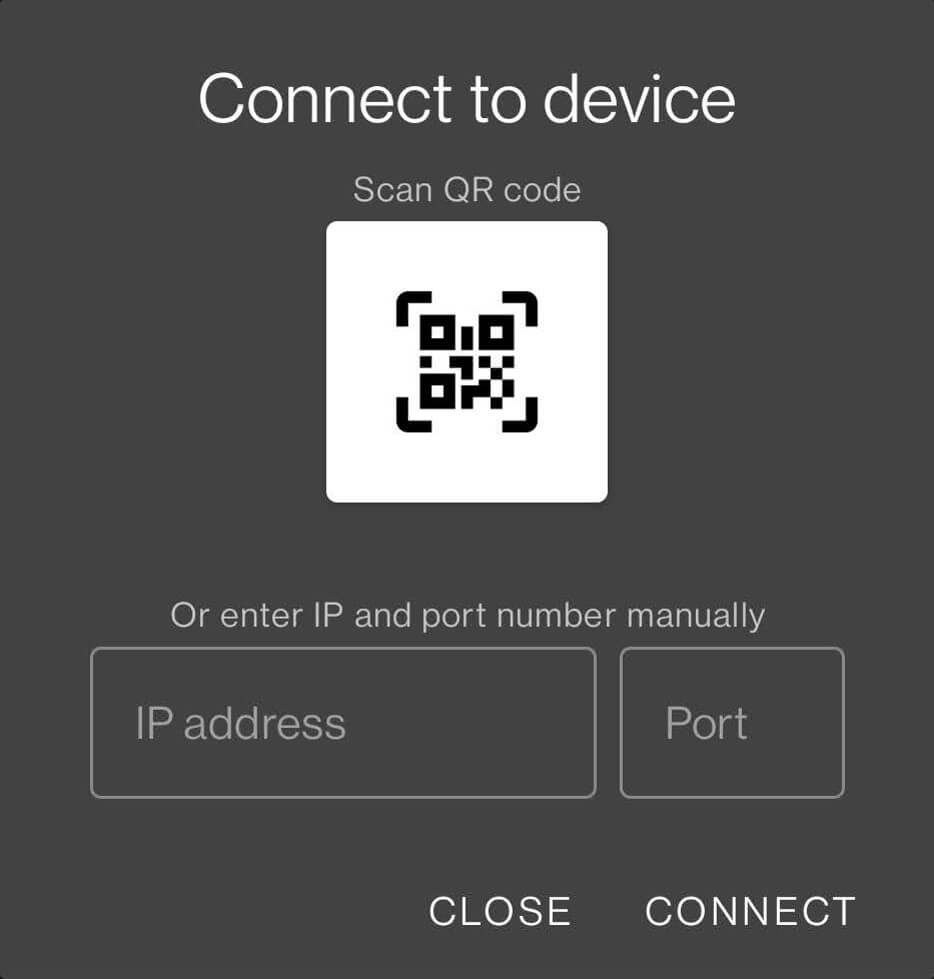 Connect to device
Scan QR code
Or enter IP and port number manually
IP address
Port
CLOSE
CONNECT